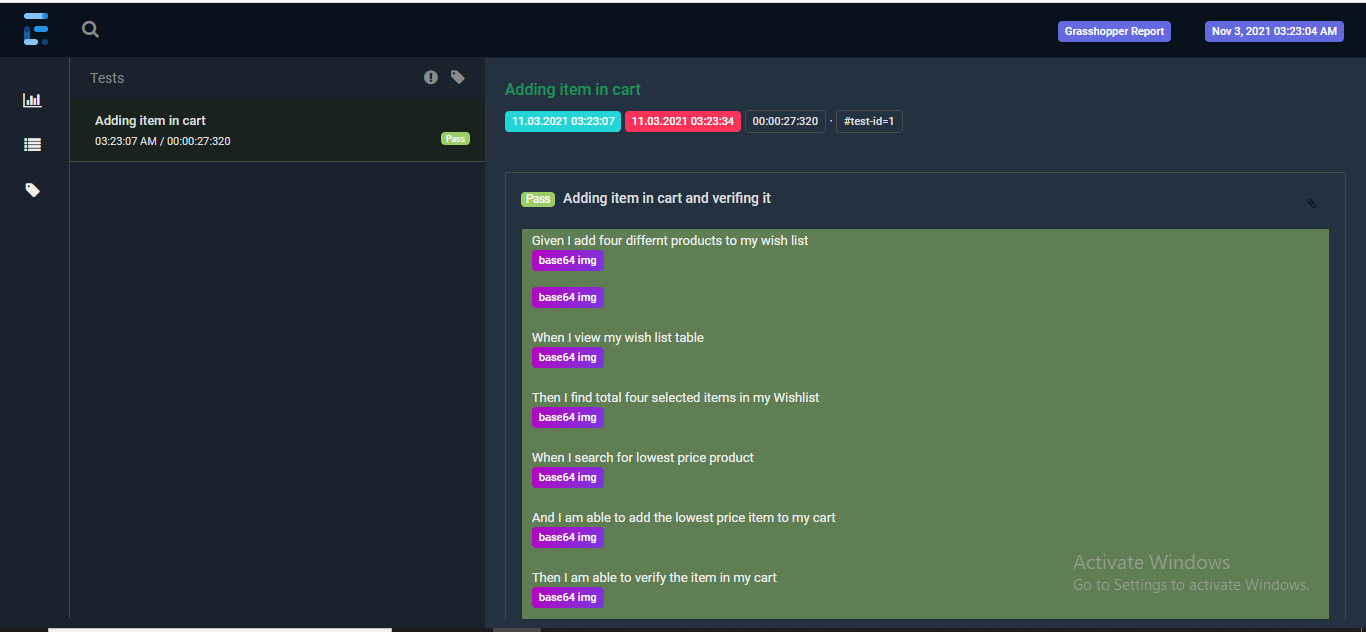 Grasshopper Report
Nov 3, 2021 03:23:04 AM
Tests
Adding item in cart
03:23:07 AM / 00:00:27:320
Pass
Adding item in cart
11.03.2021 03:23:07
11.03.2021 03:23:34
00:00:27:320
·
#test-id=1
Pass
Adding item in cart and verifing it
Given I add four differnt products to my wish list
base64 img
base64 img
When I view my wish list table
base64 img
Then I find total four selected items in my Wishlist
base64 img
When I search for lowest price product
base64 img
And I am able to add the lowest price item to my cart
base64 img
Then I am able to verify the item in my cart
base64 img
Activate Windows
Go to Settings to activate Windows.